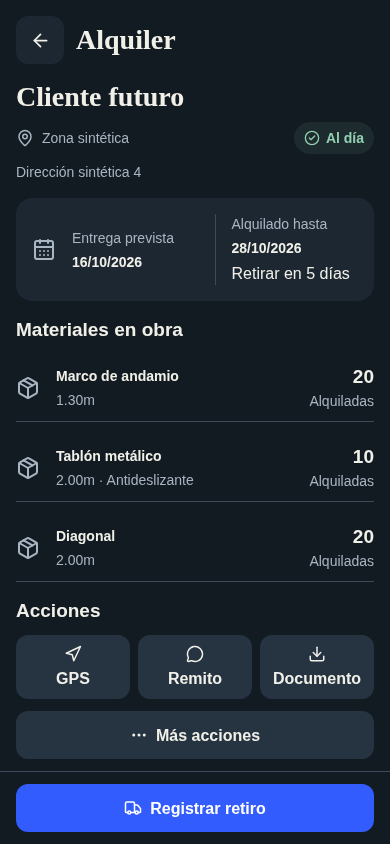 Alquiler
Cliente futuro
Zona sintética
Al día
Dirección sintética 4
Entrega prevista
16/10/2026
Alquilado hasta
28/10/2026
Retirar en 5 días
Materiales en obra
Marco de andamio
20
1.30m
Alquiladas
Tablón metálico
10
2.00m · Antideslizante
Alquiladas
Diagonal
20
2.00m
Alquiladas
Acciones
GPS
Remito
Documento
Más acciones
Registrar retiro